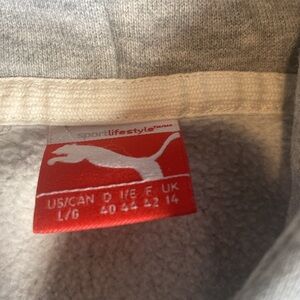 sportlifestyle
US/CAN D I/E F UK
L/G 40 44 42 14